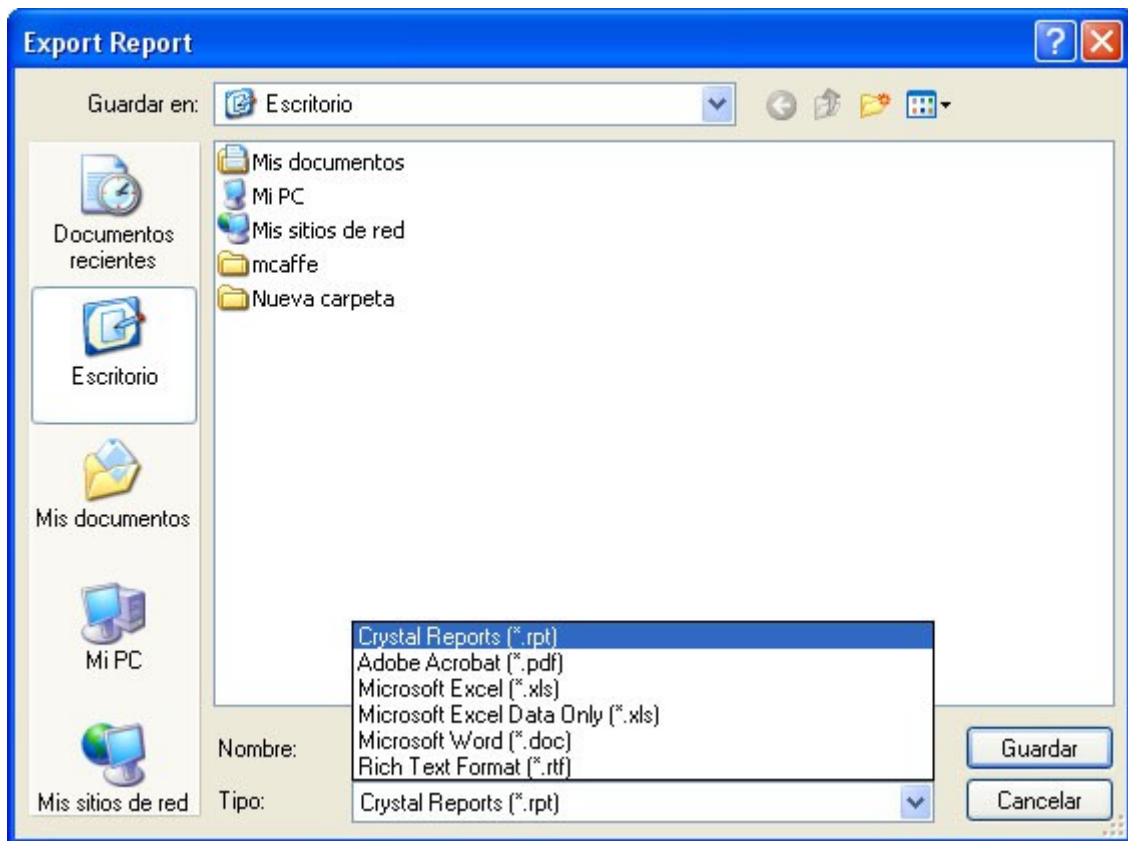 Export Report
Guardar en: Escritorio
Documentos
recientes
Escritorio
Mis documentos
Mi PC
Mis sitios de red
Mis documentos
Mi PC
Mis sitios de red
mcaffe
Nueva carpeta
Crystal Reports (*.rpt)
Adobe Acrobat (*.pdf)
Microsoft Excel (*.xls)
Microsoft Excel Data Only (*.xls)
Microsoft Word (*.doc)
Rich Text Format (*.rtf)
Nombre:
Guardar
Tipo: Crystal Reports (*.rpt)
Cancelar